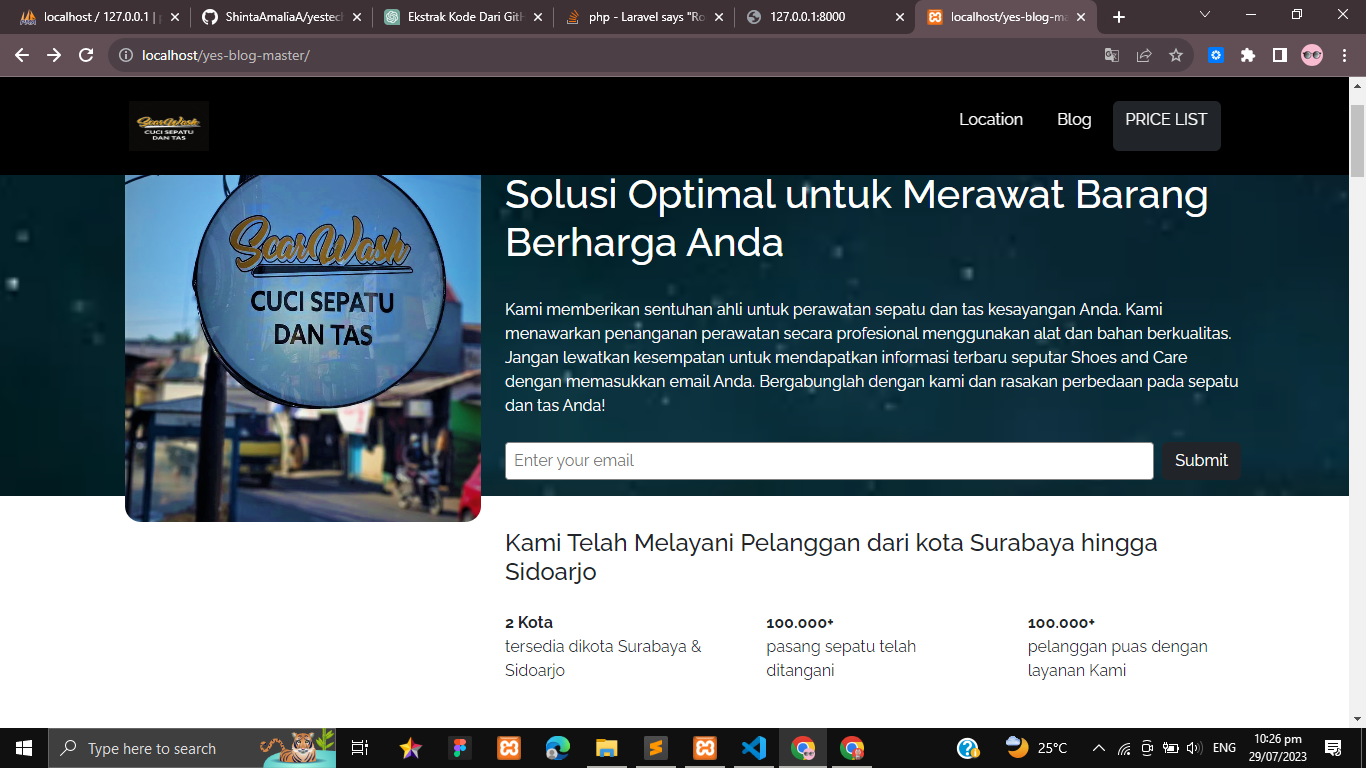 localhost / 127.0.0.1 | p
ShintaAmaliaA/yestech
Ekstrak Kode Dari GitH
php - Laravel says "Ro
127.0.0.1:8000
localhost/yes-blog-ma
localhost/yes-blog-master/
ScarWash
CUCI SEPATU
DAN TAS
Location
Blog
PRICE LIST
ScarWash
CUCI SEPATU
DAN TAS
Solusi Optimal untuk Merawat Barang
Berharga Anda
Kami memberikan sentuhan ahli untuk perawatan sepatu dan tas kesayangan Anda. Kami
menawarkan penanganan perawatan secara profesional menggunakan alat dan bahan berkualitas.
Jangan lewatkan kesempatan untuk mendapatkan informasi terbaru seputar Shoes and Care
dengan memasukkan email Anda. Bergabunglah dengan kami dan rasakan perbedaan pada sepatu
dan tas Anda!
Enter your email
Submit
Kami Telah Melayani Pelanggan dari kota Surabaya hingga
Sidoarjo
2 Kota
tersedia dikota Surabaya &
Sidoarjo
100.000+
pasang sepatu telah
ditangani
100.000+
pelanggan puas dengan
layanan Kami
Type here to search
25°C
ENG
10:26 pm
29/07/2023